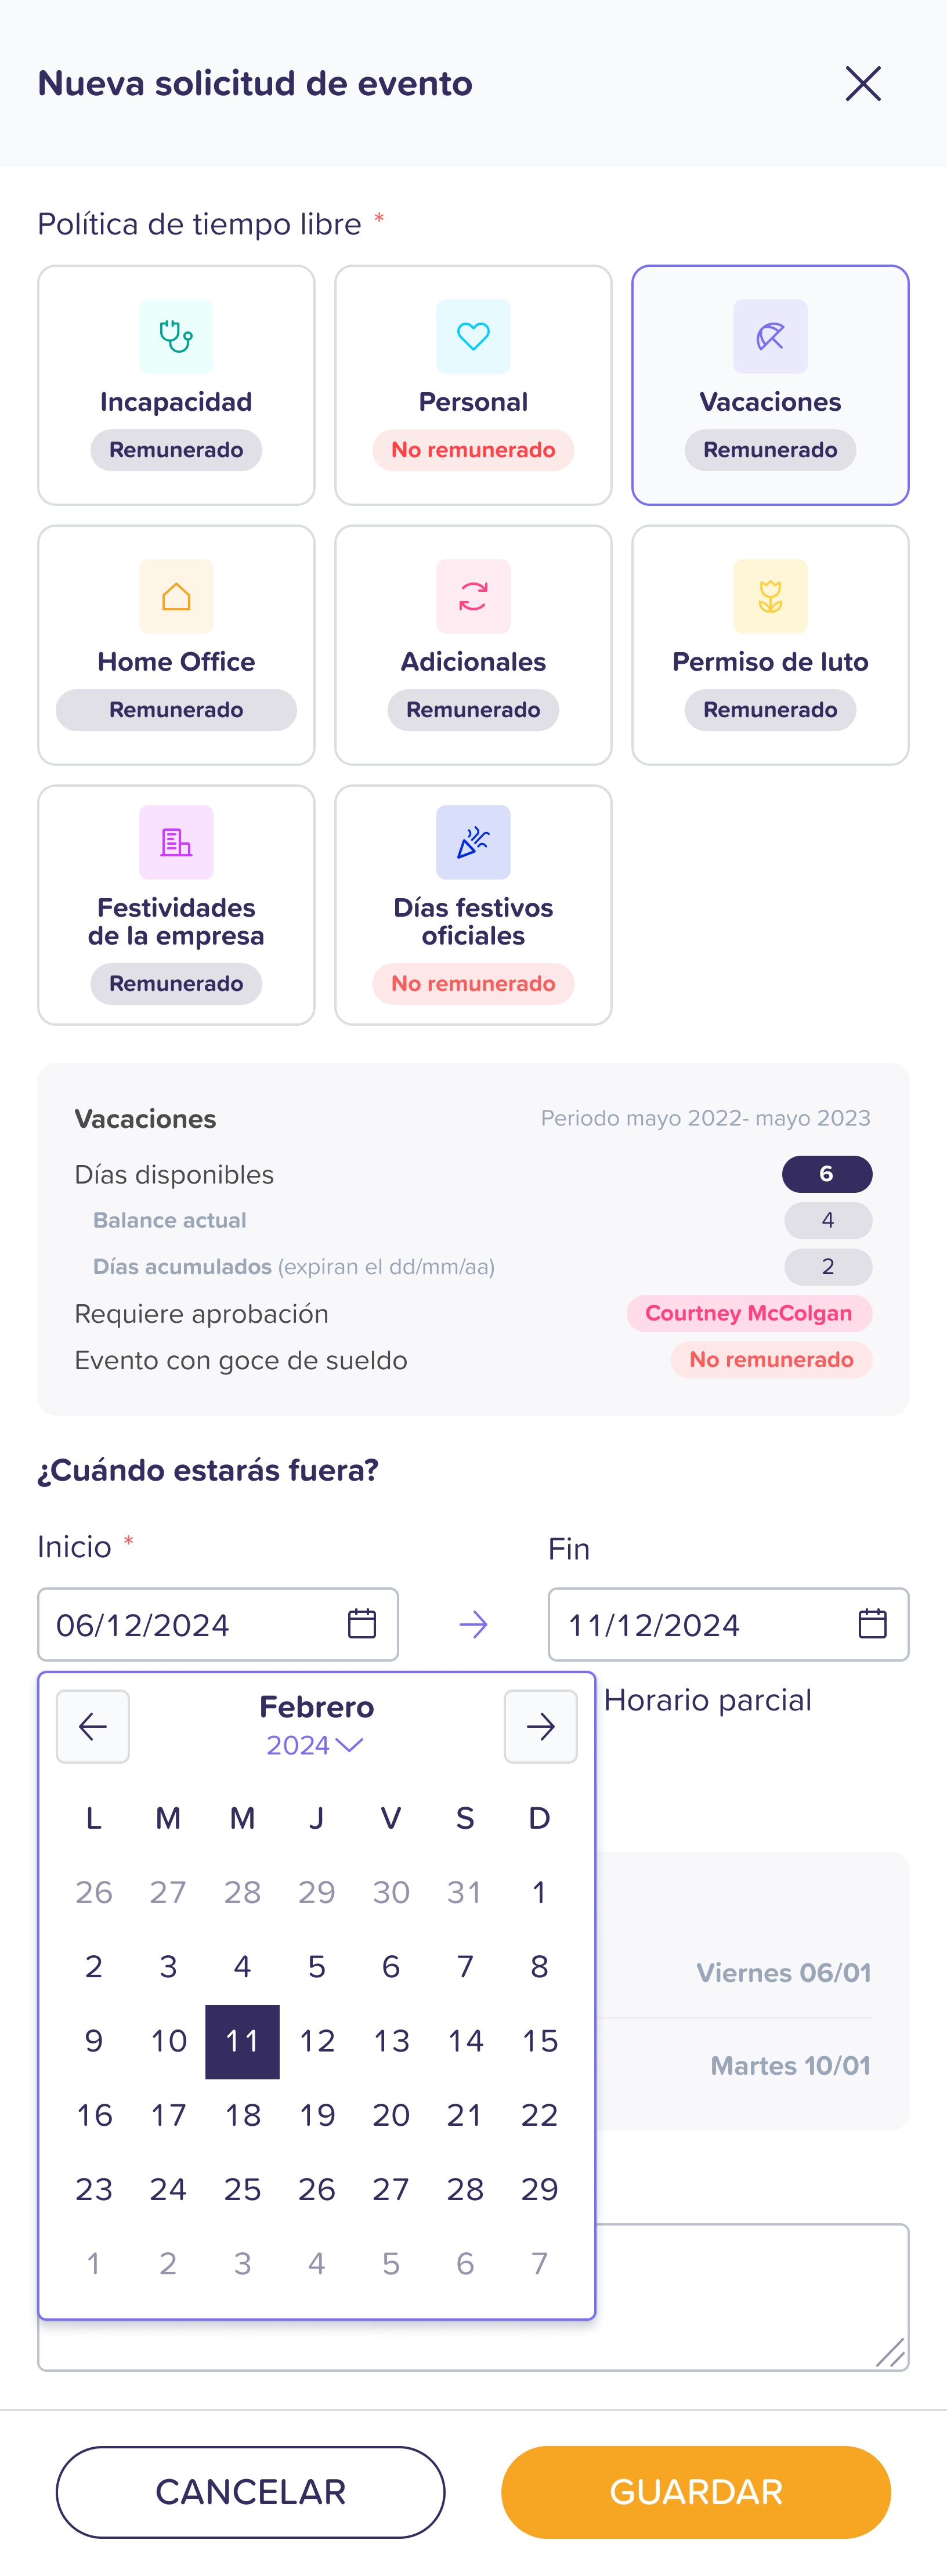 Nueva solicitud de evento
Política de tiempo libre *
Incapacidad
Remunerado
Personal
No remunerado
Vacaciones
Remunerado
Home Office
Remunerado
Adicionales
Remunerado
Permiso de luto
Remunerado
Festividades
de la empresa
Remunerado
Días festivos
oficiales
No remunerado
Vacaciones Periodo mayo 2022- mayo 2023
Días disponibles 6
Balance actual 4
Días acumulados (expiran el dd/mm/aa) 2
Requiere aprobación Courtney McColgan
Evento con goce de sueldo No remunerado
¿Cuándo estarás fuera?
Inicio * Fin
06/12/2024 11/12/2024
Horario parcial
Febrero
2024
L M M J V S D
26 27 28 29 30 31 1
2 3 4 5 6 7 8
9 10 11 12 13 14 15
16 17 18 19 20 21 22
23 24 25 26 27 28 29
1 2 3 4 5 6 7
Viernes 06/01
Martes 10/01
CANCELAR GUARDAR